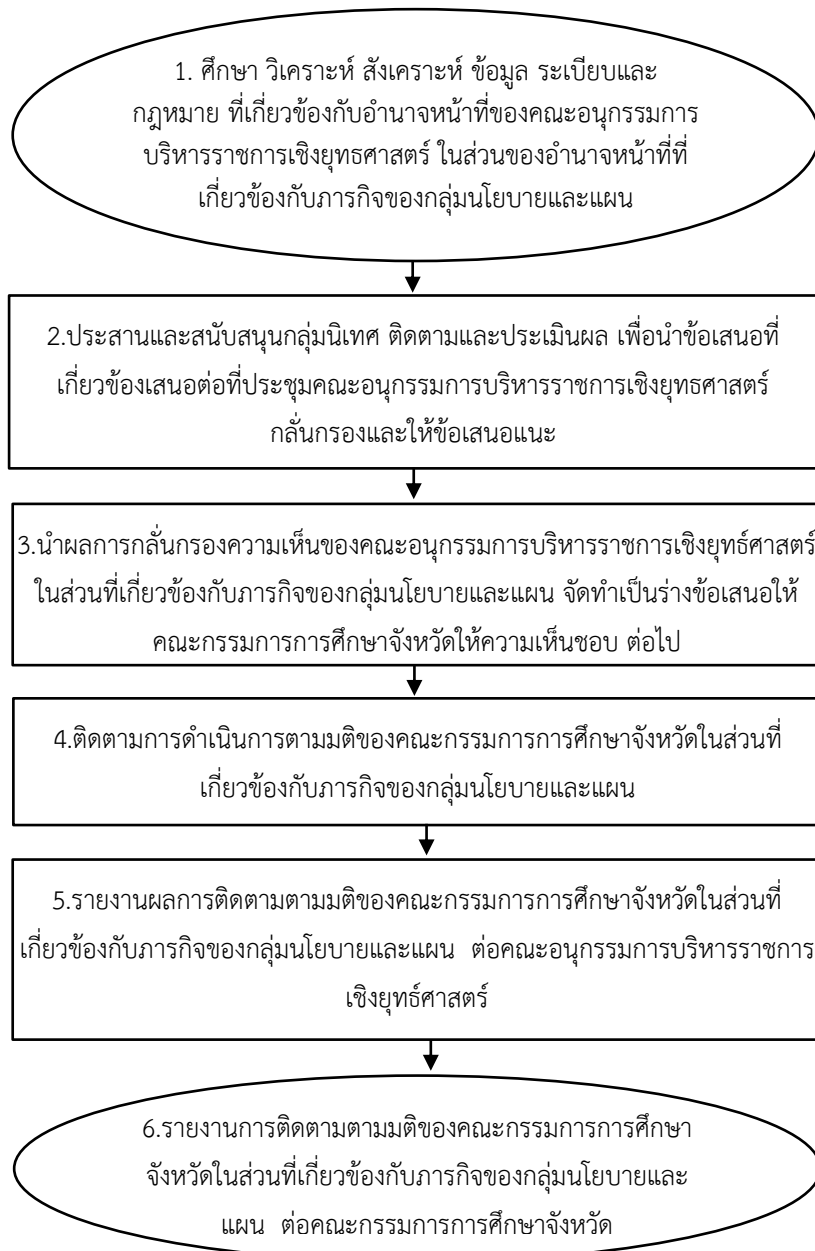 1. ศึกษา วิเคราะห์ สังเคราะห์ ข้อมูล ระเบียบและ
กฎหมาย ที่เกี่ยวข้องกับอำนาจหน้าที่ของคณะอนุกรรมการ
บริหารราชการเชิงยุทธศาสตร์ ในส่วนของอำนาจหน้าที่ที่
เกี่ยวข้องกับภารกิจของกลุ่มนโยบายและแผน
2.ประสานและสนับสนุนกลุ่มนิเทศ ติดตามและประเมินผล เพื่อนำข้อเสนอที่
เกี่ยวข้องเสนอต่อที่ประชุมคณะอนุกรรมการบริหารราชการเชิงยุทธศาสตร์
กลั่นกรองและให้ข้อเสนอแนะ
3.นำผลการกลั่นกรองความเห็นของคณะอนุกรรมการบริหารราชการเชิงยุทธ์ศาสตร์
ในส่วนที่เกี่ยวข้องกับภารกิจของกลุ่มนโยบายและแผน จัดทำเป็นร่างข้อเสนอให้
คณะกรรมการการศึกษาจังหวัดให้ความเห็นชอบ ต่อไป
4.ติดตามการดำเนินการตามมติของคณะกรรมการการศึกษาจังหวัดในส่วนที่
เกี่ยวข้องกับภารกิจของกลุ่มนโยบายและแผน
5.รายงานผลการติดตามตามมติของคณะกรรมการการศึกษาจังหวัดในส่วนที่
เกี่ยวข้องกับภารกิจของกลุ่มนโยบายและแผน ต่อคณะอนุกรรมการบริหารราชการ
เชิงยุทธ์ศาสตร์
6.รายงานการติดตามตามมติของคณะกรรมการการศึกษา
จังหวัดในส่วนที่เกี่ยวข้องกับภารกิจของกลุ่มนโยบายและ
แผน ต่อคณะกรรมการการศึกษาจังหวัด